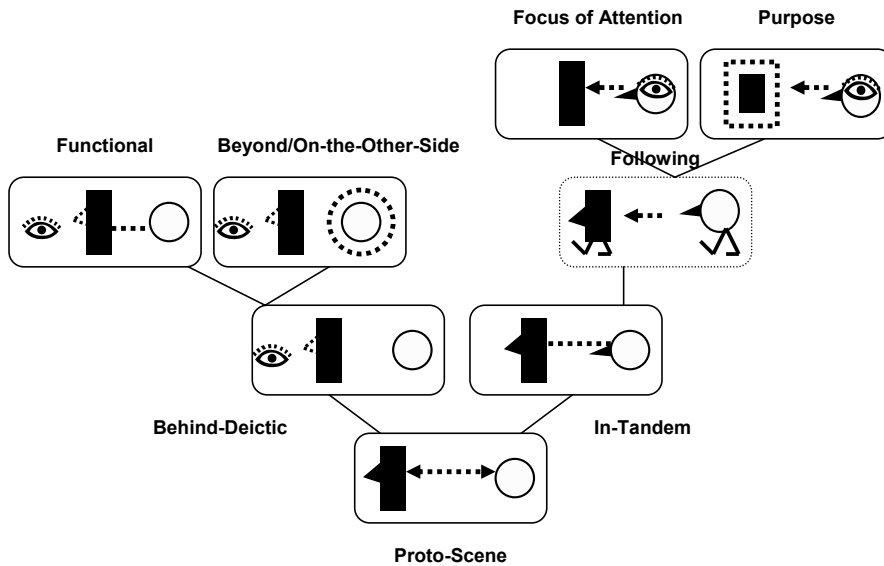 Focus of Attention
Purpose
Functional
Beyond/On-the-Other-Side
Following
Behind-Deictic
In-Tandem
Proto-Scene